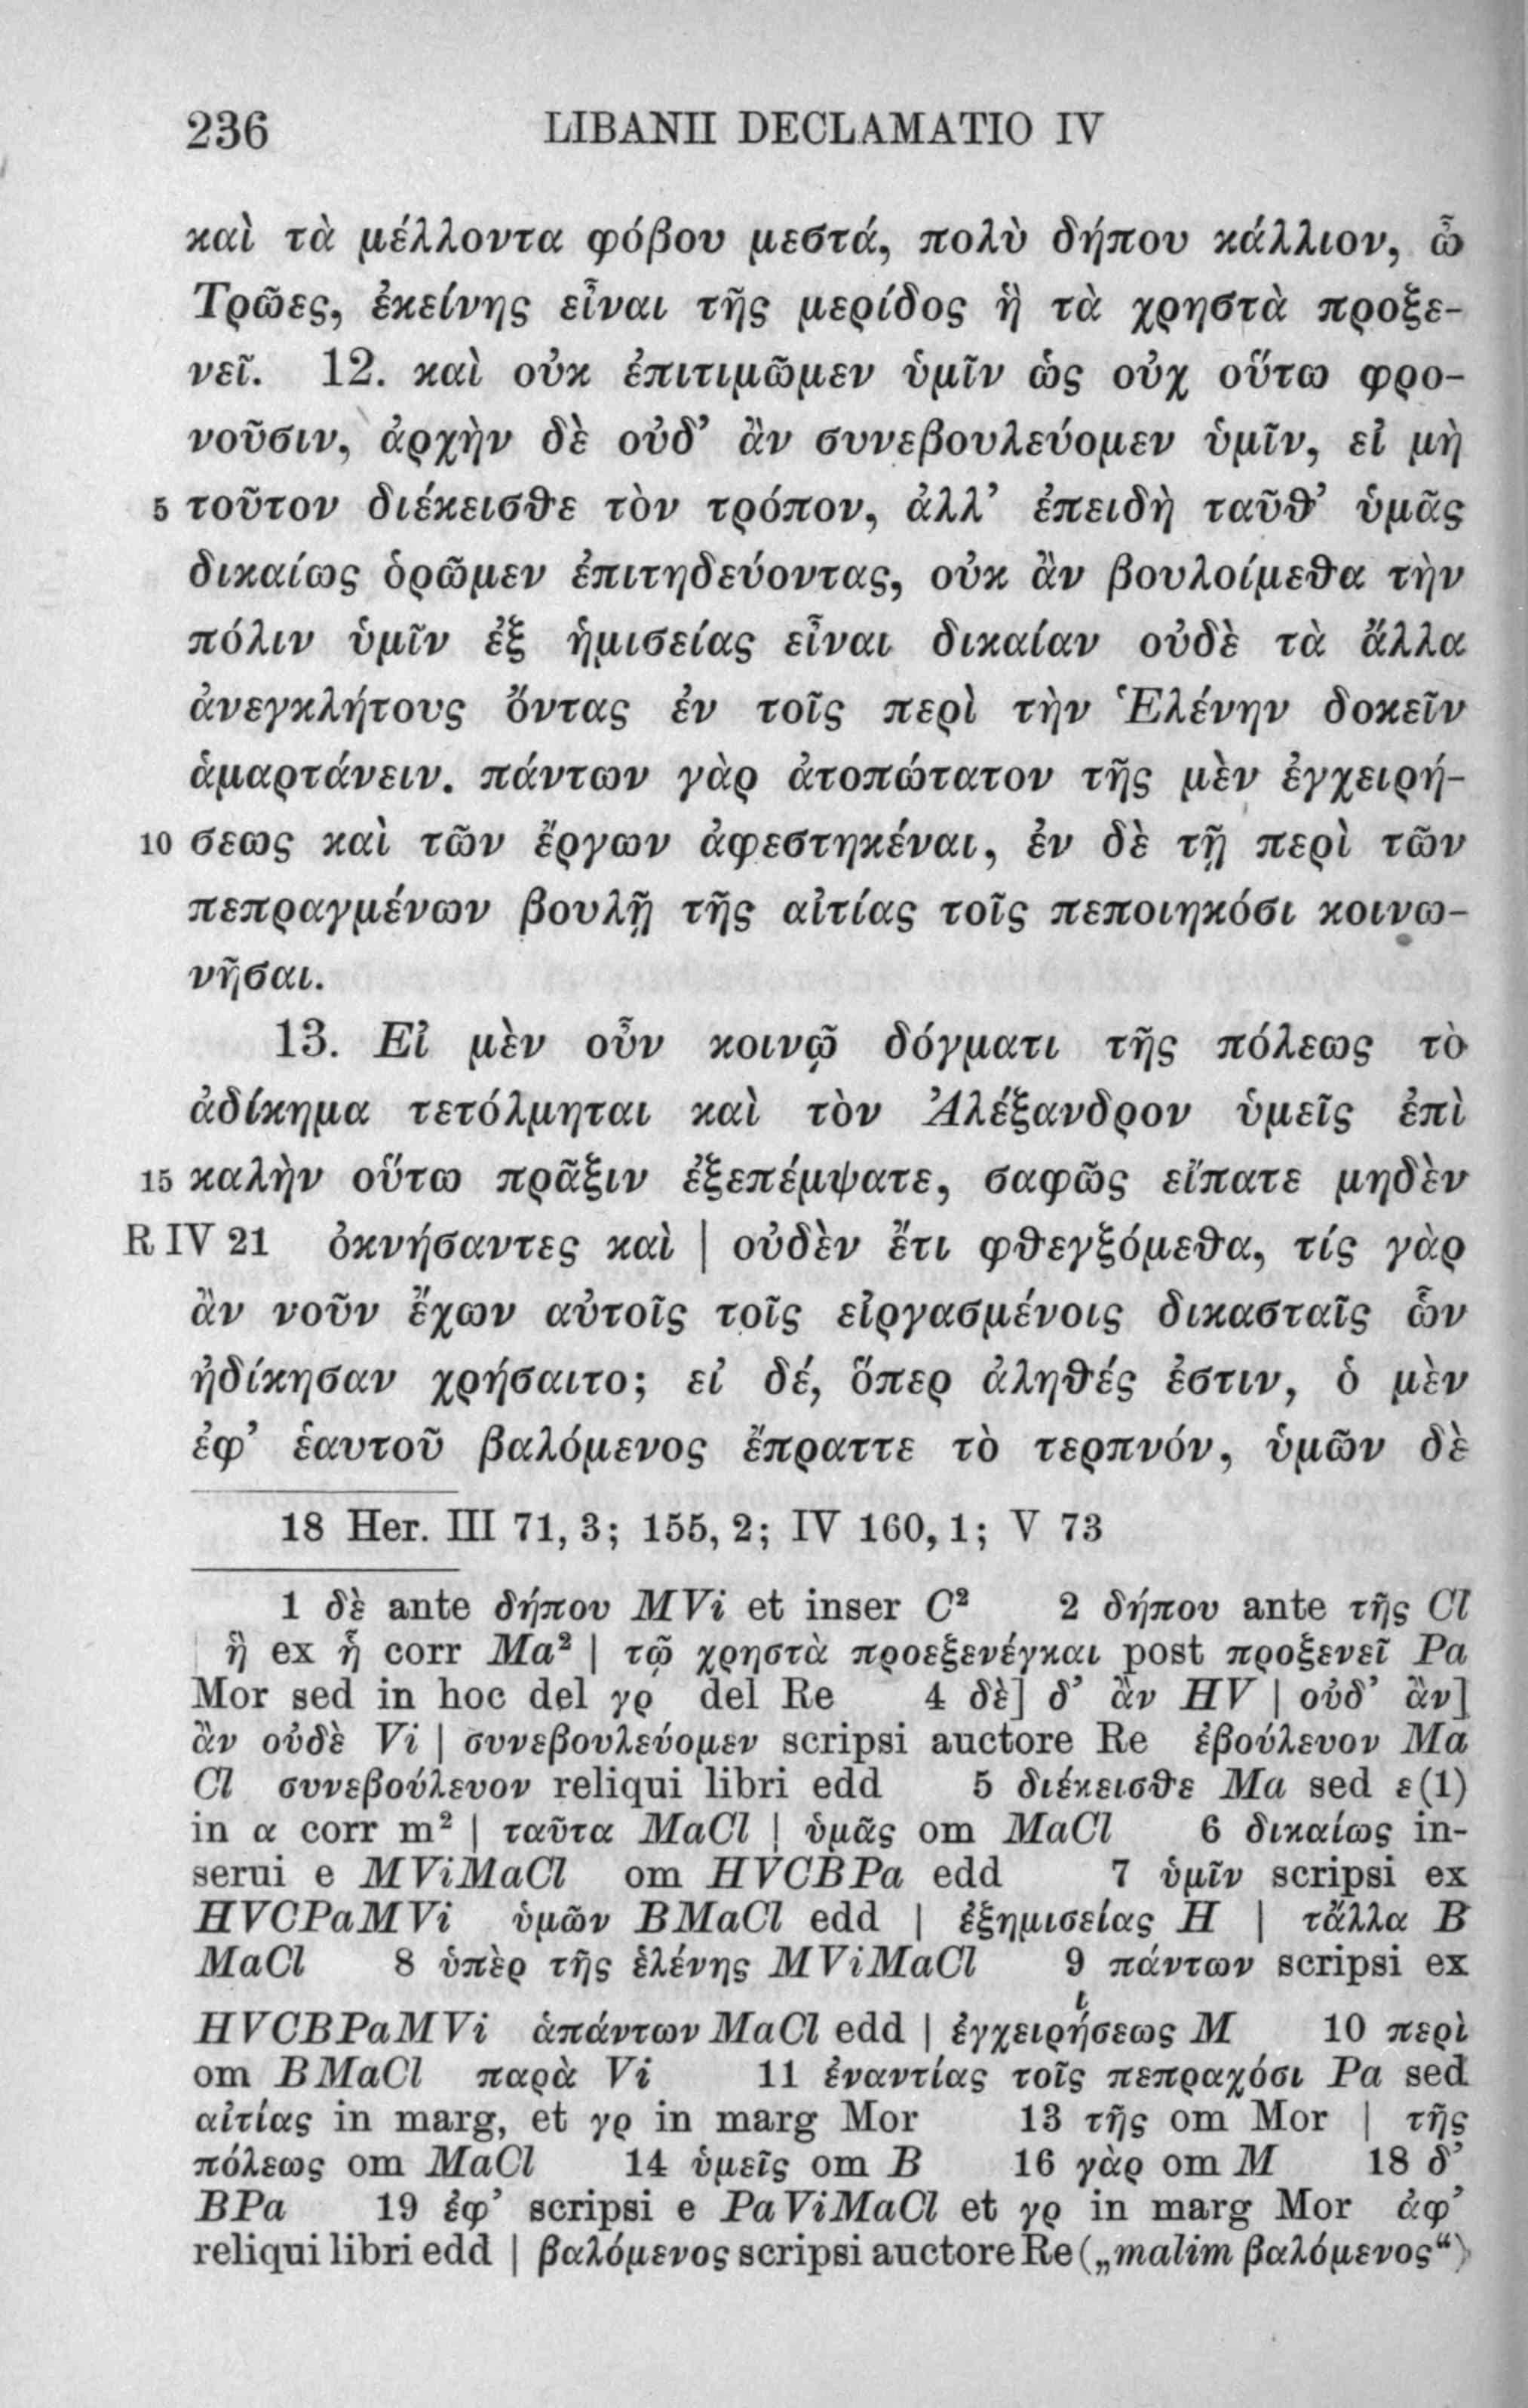 236 LIBANII DECLAMATIO IV
καὶ τὰ μέλλοντα φόβου μεστά, πολὺ δήπου κάλλιον, ὦ
Τρῶες, ἐκείνης εἶναι τῆς μερίδος ἣ τὰ χρηστὰ προξε-
νεῖ. 12. καὶ οὐκ ἐπιτιμῶμεν ὑμῖν ὡς οὐχ οὕτω φρο-
νοῦσιν, ἀρχὴν δὲ οὐδ’ ἂν συνεβουλεύομεν ὑμῖν, εἰ μὴ
5 τοῦτον διέκεισθε τὸν τρόπον, ἀλλ’ ἐπειδὴ ταῦθ’ ὑμᾶς
δικαίως ὁρῶμεν ἐπιτηδεύοντας, οὐκ ἂν βουλοίμεθα τὴν
πόλιν ὑμῖν ἐξ ἡμισείας εἶναι δικαίαν οὐδὲ τὰ ἄλλα
ἀνεγκλήτους ὄντας ἐν τοῖς περὶ τὴν Ἑλένην δοκεῖν
ἁμαρτάνειν. πάντων γὰρ ἀτοπώτατον τῆς μὲν ἐγχειρή-
10 σεως καὶ τῶν ἔργων ἀφεστηκέναι, ἐν δὲ τῇ περὶ τῶν
πεπραγμένων βουλῇ τῆς αἰτίας τοῖς πεποιηκόσι κοινω-
νῆσαι.
13. Εἰ μὲν οὖν κοινῷ δόγματι τῆς πόλεως τὸ
ἀδίκημα τετόλμηται καὶ τὸν Ἀλέξανδρον ὑμεῖς ἐπὶ
15 καλὴν οὕτω πρᾶξιν ἐξεπέμψατε, σαφῶς εἴπατε μηδὲν
R IV 21 ὀκνήσαντες καὶ | οὐδὲν ἔτι φθεγξόμεθα, τίς γὰρ
ἂν νοῦν ἔχων αὐτοῖς τοῖς εἰργασμένοις δικασταῖς ὧν
ἠδίκησαν χρήσαιτο; εἰ δέ, ὅπερ ἀληθές ἐστιν, ὁ μὲν
ἐφ’ ἑαυτοῦ βαλόμενος ἔπραττε τὸ τερπνόν, ὑμῶν δὲ
18 Her. III 71, 3; 155, 2; IV 160, 1; V 73
1 δὲ ante δήπου MVi et inser C² 2 δήπου ante τῆς Cl
ἣ ex ᾗ corr Ma² | τῷ χρηστὰ προεξενέγκαι post προξενεῖ Pa
Mor sed in hoc del γρ del Re 4 δὲ] δ’ ἂν HV | οὐδ’ ἂν]
ἂν οὐδὲ Vi | συνεβουλεύομεν scripsi auctore Re ἐβούλευον Ma
Cl συνεβούλευον reliqui libri edd 5 διέκεισθε Ma sed ε(1)
in α corr m² | ταῦτα MaCl | ὑμᾶς om MaCl 6 δικαίως in-
serui e MViMaCl om HVCBPa edd 7 ὑμῖν scripsi ex
HVCPaMVi ὑμῶν BMaCl edd | ἐξημισείας H | τἄλλα B
MaCl 8 ὑπὲρ τῆς ἑλένης MViMaCl 9 πάντων scripsi ex
HVCBPaMVi ἁπάντων MaCl edd | ἐγχειρήσεως M 10 περὶ
om BMaCl παρὰ Vi 11 ἐναντίας τοῖς πεπραχόσι Pa sed
αἰτίας in marg, et γρ in marg Mor 13 τῆς om Mor | τῆς
πόλεως om MaCl 14 ὑμεῖς om B 16 γὰρ om M 18 δ’
BPa 19 ἐφ’ scripsi e PaViMaCl et γρ in marg Mor ἀφ’
reliqui libri edd | βαλόμενος scripsi auctore Re („malim βαλόμενος“)